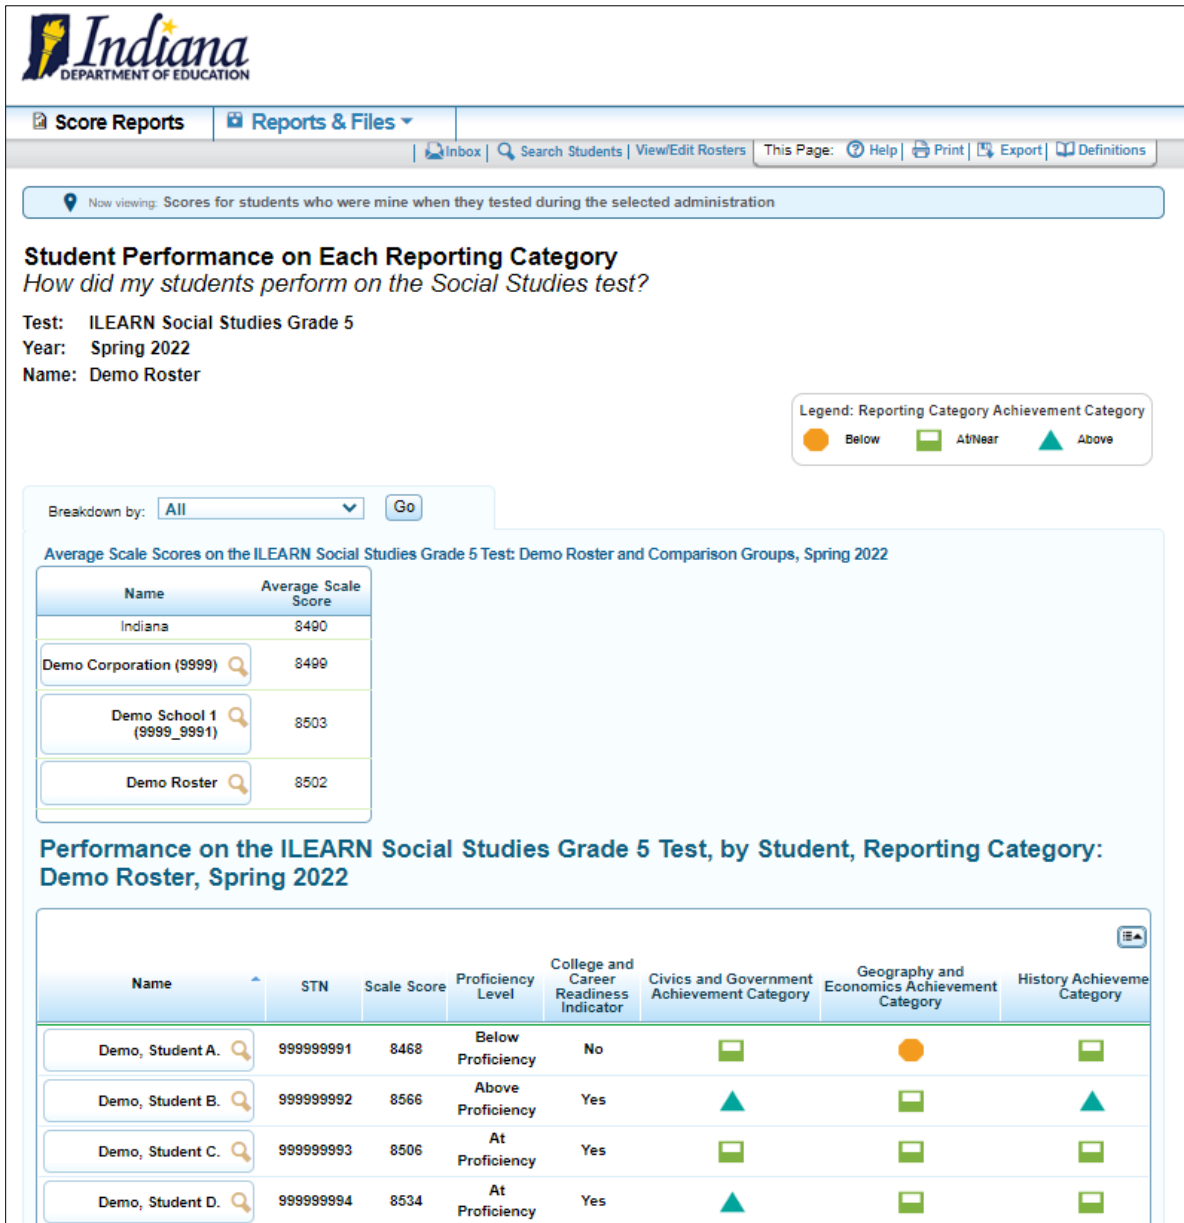 Indiana
DEPARTMENT OF EDUCATION
Score Reports
Reports & Files
Inbox | Search Students | View/Edit Rosters This Page: Help | Print | Export | Definitions
Now viewing: Scores for students who were mine when they tested during the selected administration
Student Performance on Each Reporting Category
How did my students perform on the Social Studies test?
Test: ILEARN Social Studies Grade 5
Year: Spring 2022
Name: Demo Roster
Legend: Reporting Category Achievement Category
Below At/Near Above
Breakdown by: All Go
Average Scale Scores on the ILEARN Social Studies Grade 5 Test: Demo Roster and Comparison Groups, Spring 2022
Name Average Scale
Score
Indiana 8490
Demo Corporation (9999) 8499
Demo School 1
(9999_9991) 8503
Demo Roster 8502
Performance on the ILEARN Social Studies Grade 5 Test, by Student, Reporting Category:
Demo Roster, Spring 2022
Name
STN
Scale Score
Proficiency
Level
College and
Career
Readiness
Indicator
Civics and Government
Achievement Category
Geography and
Economics Achievement
Category
History Achieveme
Category
Demo, Student A. 999999991 8468 Below
Proficiency No
Demo, Student B. 999999992 8566 Above
Proficiency Yes
Demo, Student C. 999999993 8506 At
Proficiency Yes
Demo, Student D. 999999994 8534 At
Proficiency Yes